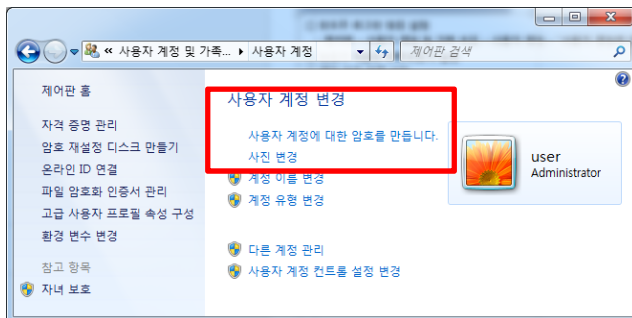 « 사용자 계정 및 가족... ▸ 사용자 계정
제어판 검색
제어판 홈
자격 증명 관리
암호 재설정 디스크 만들기
온라인 ID 연결
파일 암호화 인증서 관리
고급 사용자 프로필 속성 구성
환경 변수 변경
참고 항목
자녀 보호
사용자 계정 변경
사용자 계정에 대한 암호를 만듭니다.
사진 변경
계정 이름 변경
계정 유형 변경
다른 계정 관리
사용자 계정 컨트롤 설정 변경
user
Administrator